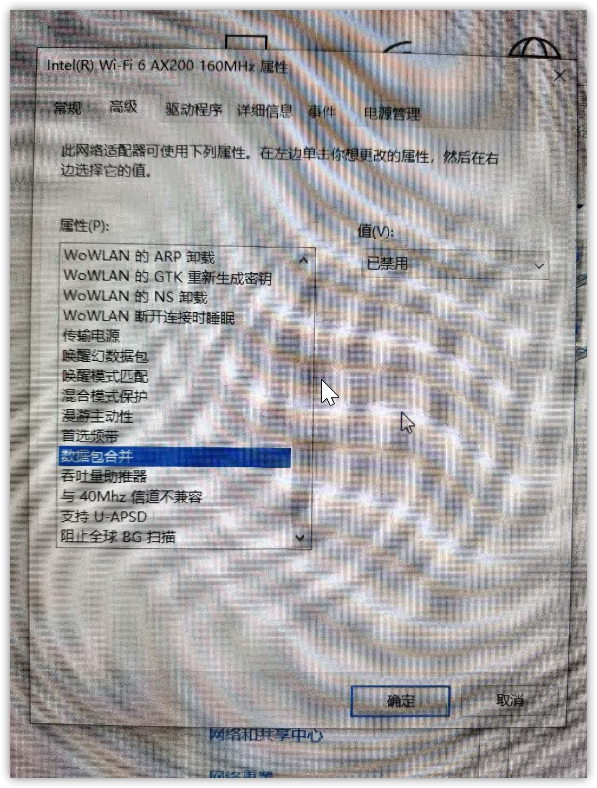 Intel(R) Wi-Fi 6 AX200 160MHz 属性
常规 高级 驱动程序 详细信息 事件 电源管理
此网络适配器可使用下列属性。在左边单击你想更改的属性，然后在右
边选择它的值。
属性(P):
值(V):
已禁用
WoWLAN 的 ARP 卸载
WoWLAN 的 GTK 重新生成密钥
WoWLAN 的 NS 卸载
WoWLAN 断开连接时睡眠
传输电源
唤醒幻数据包
唤醒模式匹配
混合模式保护
漫游主动性
首选频带
数据包合并
吞吐量助推器
与 40Mhz 信道不兼容
支持 U-APSD
阻止全球 BG 扫描
确定 取消
网络和共享中心
网络重置